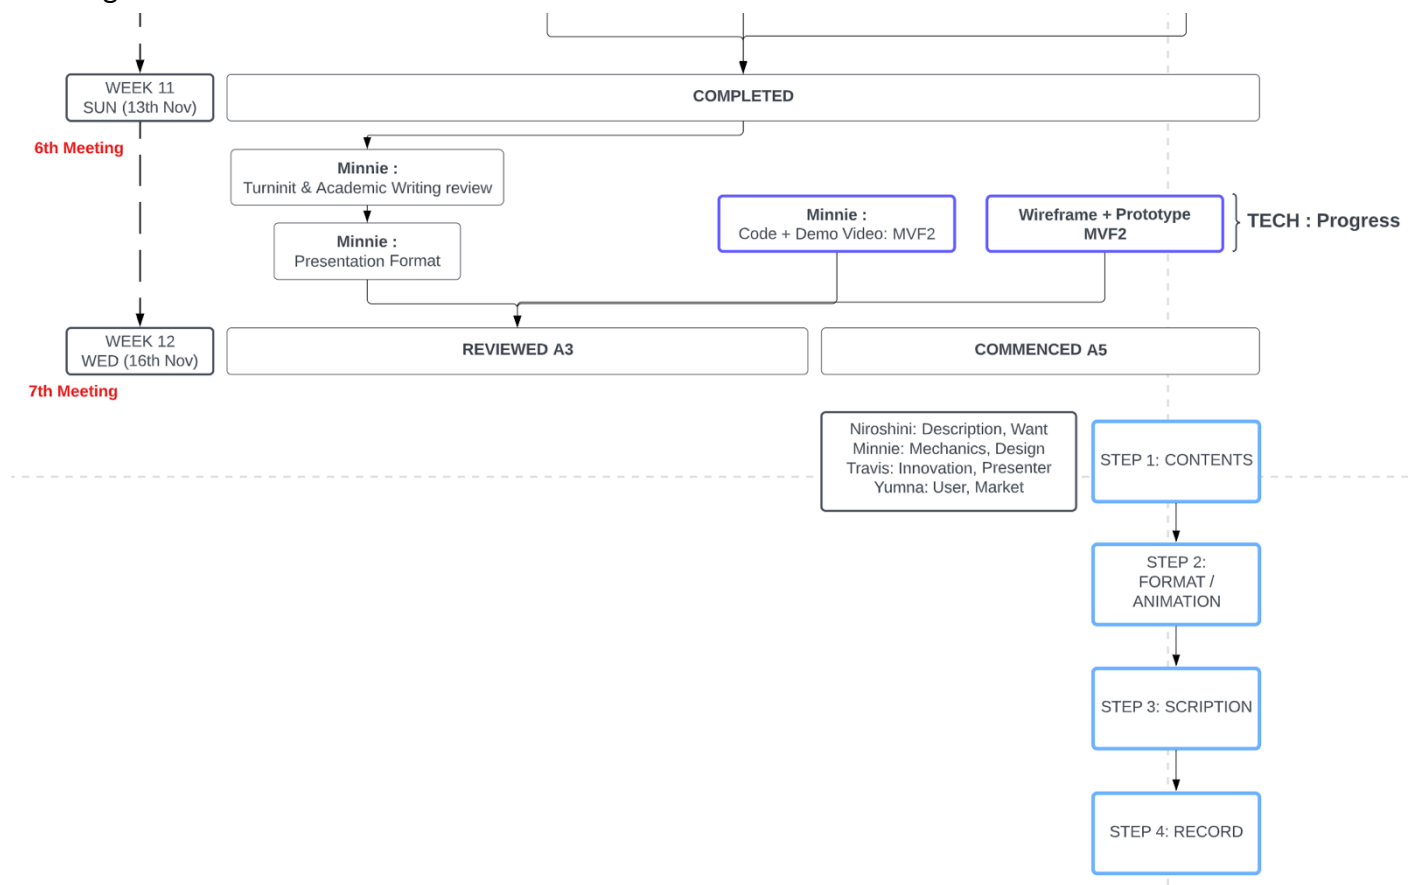 WEEK 11
SUN (13th Nov)
COMPLETED
6th Meeting
Minnie :
Turninit & Academic Writing review
Minnie :
Code + Demo Video: MVF2
Wireframe + Prototype
MVF2
TECH : Progress
Minnie :
Presentation Format
WEEK 12
WED (16th Nov)
REVIEWED A3
COMMENCED A5
7th Meeting
Niroshini: Description, Want
Minnie: Mechanics, Design
Travis: Innovation, Presenter
Yumna: User, Market
STEP 1: CONTENTS
STEP 2:
FORMAT /
ANIMATION
STEP 3: SCRIPTION
STEP 4: RECORD